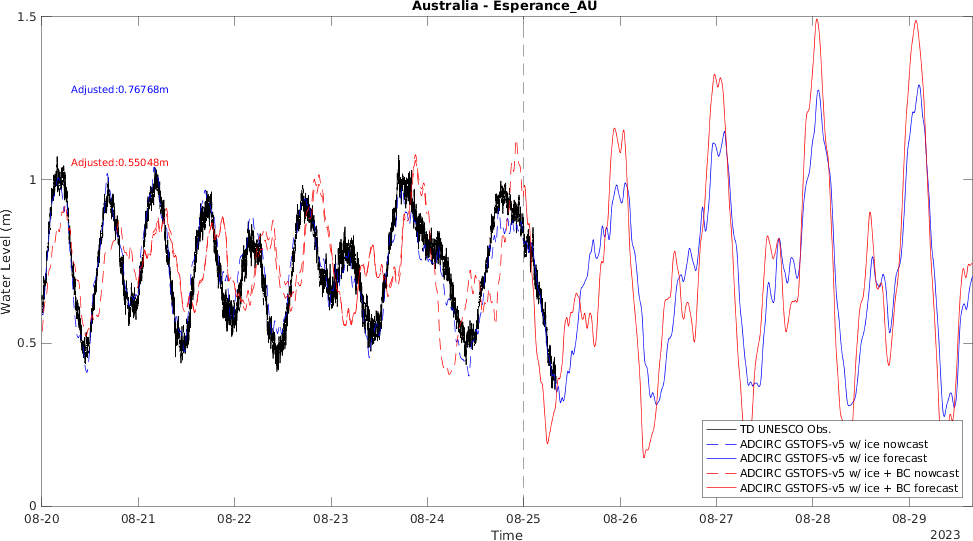 Australia - Esperance_AU
1.5
Adjusted:0.76768m
Adjusted:0.55048m
1
Water Level (m)
0.5
TD UNESCO Obs.
ADCIRC GSTOFS-v5 w/ ice nowcast
ADCIRC GSTOFS-v5 w/ ice forecast
ADCIRC GSTOFS-v5 w/ ice + BC nowcast
ADCIRC GSTOFS-v5 w/ ice + BC forecast
0
08-20 08-21 08-22 08-23 08-24 08-25 08-26 08-27 08-28 08-29
Time
2023